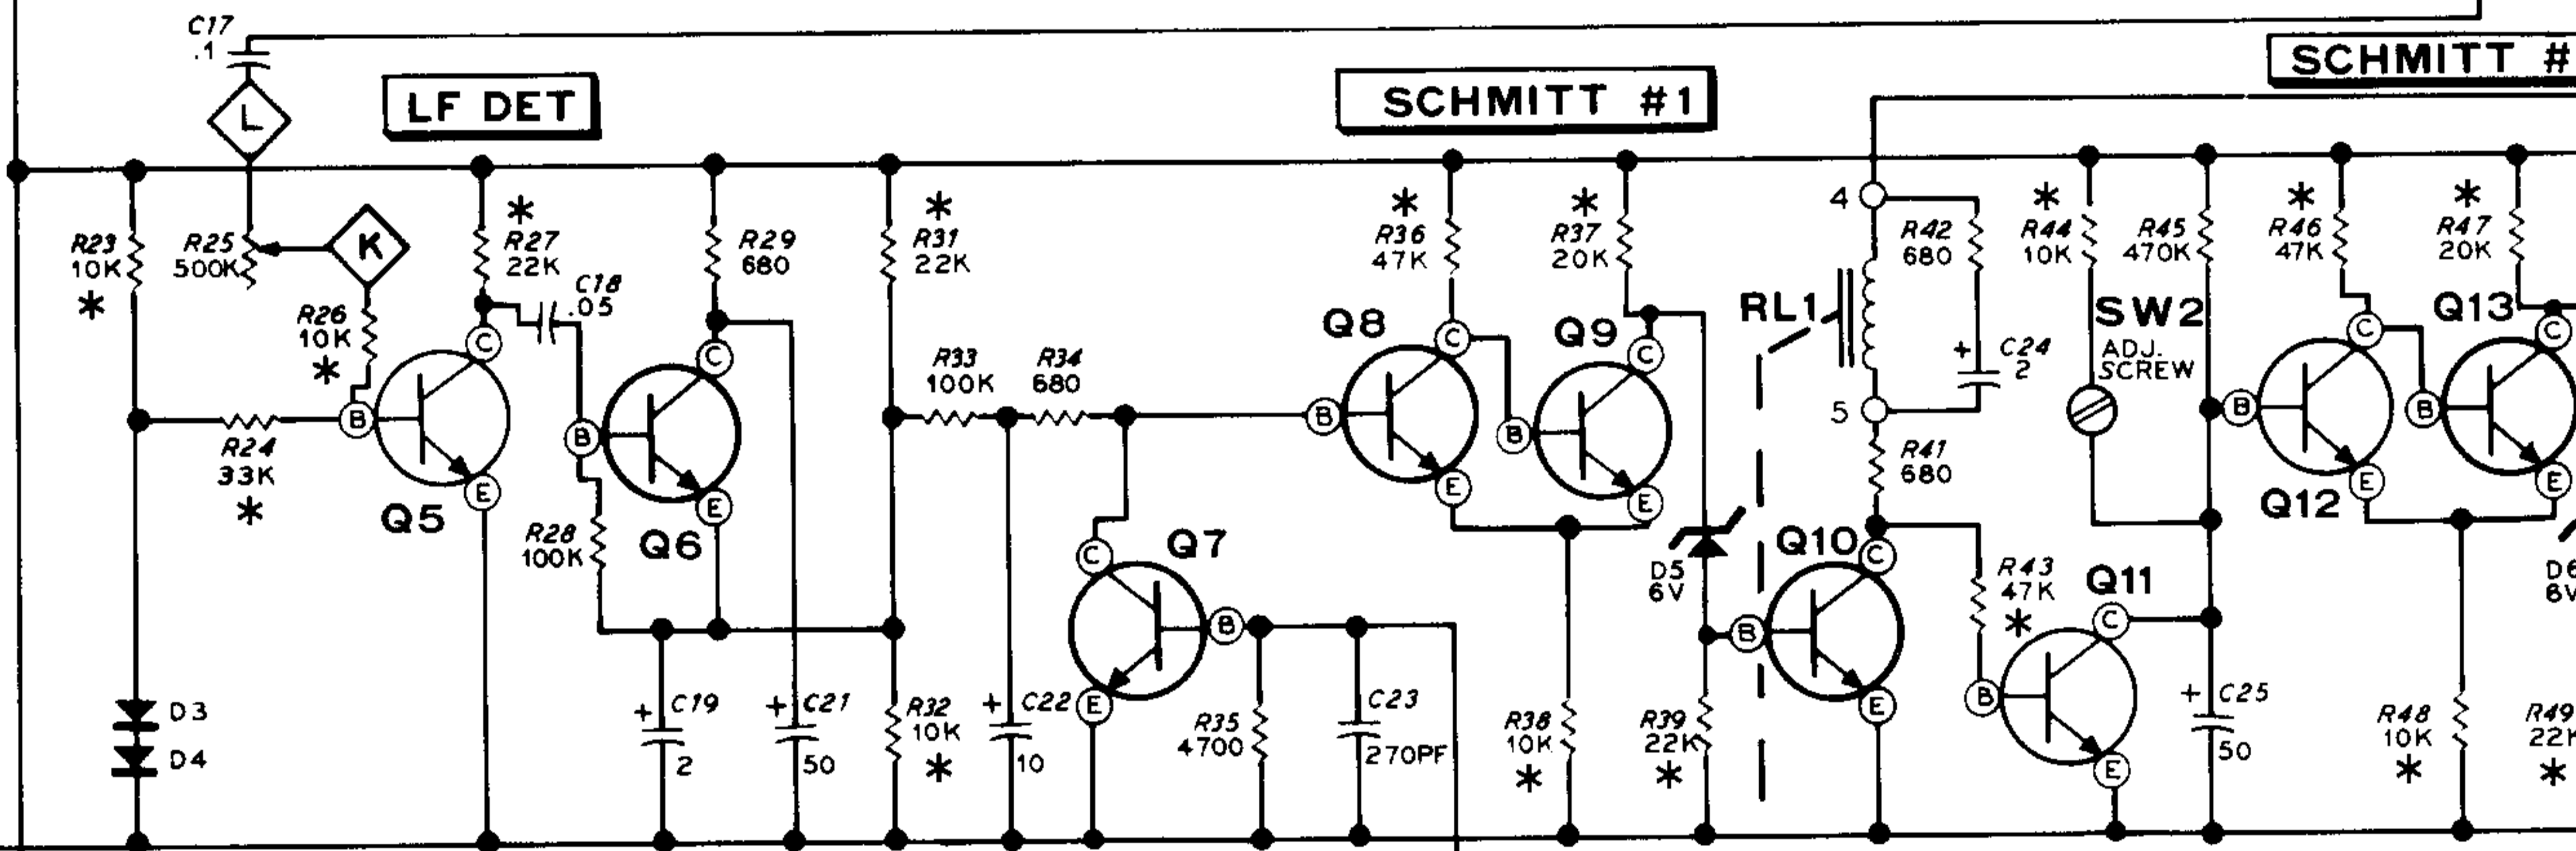 C17
.1
L
LF DET
SCHMITT #1
SCHMITT #
R23
10K
*
R25
500K
K
R26
10K
*
R24
33K
*
B
C
E
Q5
*
R27
22K
C18
.05
R29
680
B
C
E
Q6
R28
100K
D3
D4
+ C19
2
+ C21
50
*
R31
22K
R32
10K
*
R33
100K
R34
680
+ C22
10
C
B
E
Q7
R35
4700
C23
270PF
*
R36
47K
Q8
C
B
E
*
R37
20K
Q9
C
B
E
R38
10K
*
D5
6V
R39
22K
*
RL1
4
5
R42
680
+ C24
2
R41
680
Q10
C
B
E
R43
47K
*
Q11
C
B
E
*
R44
10K
SW2
ADJ.
SCREW
R45
470K
+ C25
50
*
R46
47K
C
B
E
Q12
*
R47
20K
Q13
C
B
E
R48
10K
*
D6
6V
R49
22K
*